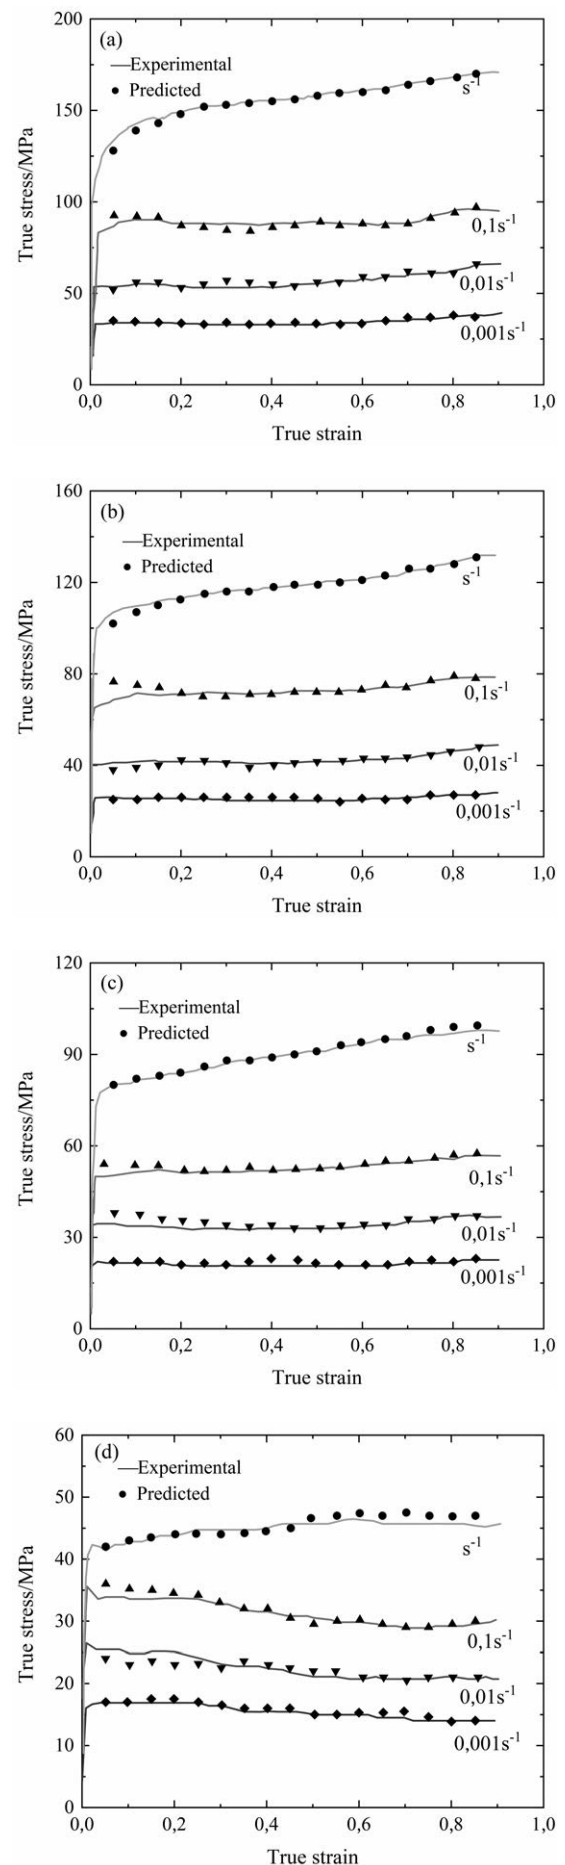 (a)
Experimental
Predicted
200
150
100
50
0
True stress/MPa
s-1
0,1s-1
0,01s-1
0,001s-1
0,0 0,2 0,4 0,6 0,8 1,0
True strain
(b)
Experimental
Predicted
160
120
80
40
0
True stress/MPa
s-1
0,1s-1
0,01s-1
0,001s-1
0,0 0,2 0,4 0,6 0,8 1,0
True strain
(c)
Experimental
Predicted
120
90
60
30
0
True stress/MPa
s-1
0,1s-1
0,01s-1
0,001s-1
0,0 0,2 0,4 0,6 0,8 1,0
True strain
(d)
Experimental
Predicted
60
50
40
30
20
10
0
True stress/MPa
s-1
0,1s-1
0,01s-1
0,001s-1
0,0 0,2 0,4 0,6 0,8 1,0
True strain